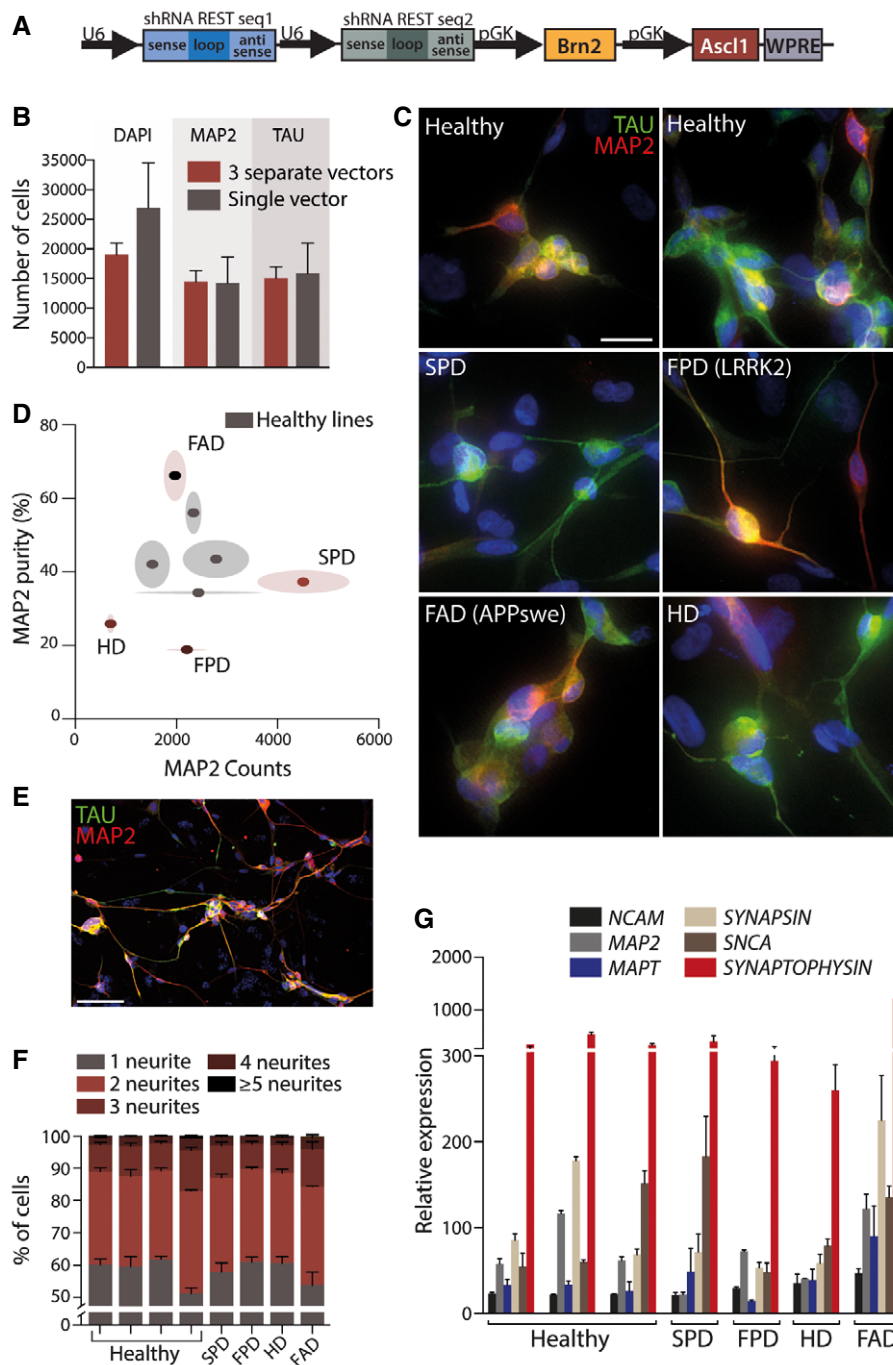 A
U6
shRNA REST seq1
sense
loop
anti
sense
U6
shRNA REST seq2
sense
loop
anti
sense
pGK
Brn2
pGK
Ascl1
WPRE
B
DAPI
MAP2
TAU
3 separate vectors
Single vector
Number of cells
35000
30000
25000
20000
15000
10000
5000
0
C
Healthy
TAU
MAP2
Healthy
SPD
FPD (LRRK2)
FAD (APPswe)
HD
D
Healthy lines
MAP2 purity (%)
80
60
40
20
0
FAD
SPD
HD
FPD
0
2000
4000
6000
MAP2 Counts
E
TAU
MAP2
F
1 neurite
2 neurites
3 neurites
4 neurites
≥5 neurites
% of cells
100
90
80
70
60
50
0
Healthy
SPD
FPD
HD
FAD
G
NCAM
MAP2
MAPT
SYNAPSIN
SNCA
SYNAPTOPHYSIN
Relative expression
2000
1000
300
200
100
0
Healthy
SPD
FPD
HD
FAD